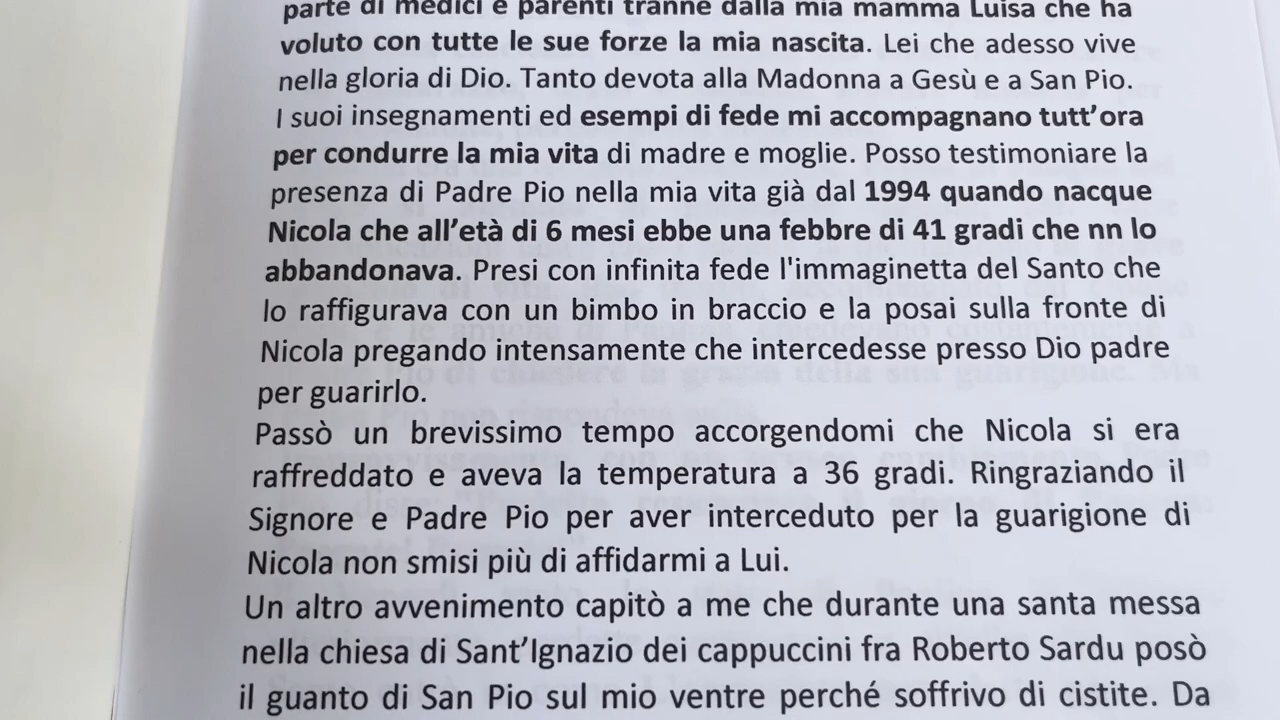 parte di medici e parenti tranne dalla mia mamma Luisa che ha
voluto con tutte le sue forze la mia nascita. Lei che adesso vive
nella gloria di Dio. Tanto devota alla Madonna a Gesù e a San Pio.
I suoi insegnamenti ed esempi di fede mi accompagnano tutt’ora
per condurre la mia vita di madre e moglie. Posso testimoniare la
presenza di Padre Pio nella mia vita già dal 1994 quando nacque
Nicola che all’età di 6 mesi ebbe una febbre di 41 gradi che nn lo
abbandonava. Presi con infinita fede l'immaginetta del Santo che
lo raffigurava con un bimbo in braccio e la posai sulla fronte di
Nicola pregando intensamente che intercedesse presso Dio padre
per guarirlo.
Passò un brevissimo tempo accorgendomi che Nicola si era
raffreddato e aveva la temperatura a 36 gradi. Ringraziando il
Signore e Padre Pio per aver interceduto per la guarigione di
Nicola non smisi più di affidarmi a Lui.
Un altro avvenimento capitò a me che durante una santa messa
nella chiesa di Sant’Ignazio dei cappuccini fra Roberto Sardu posò
il guanto di San Pio sul mio ventre perché soffrivo di cistite. Da